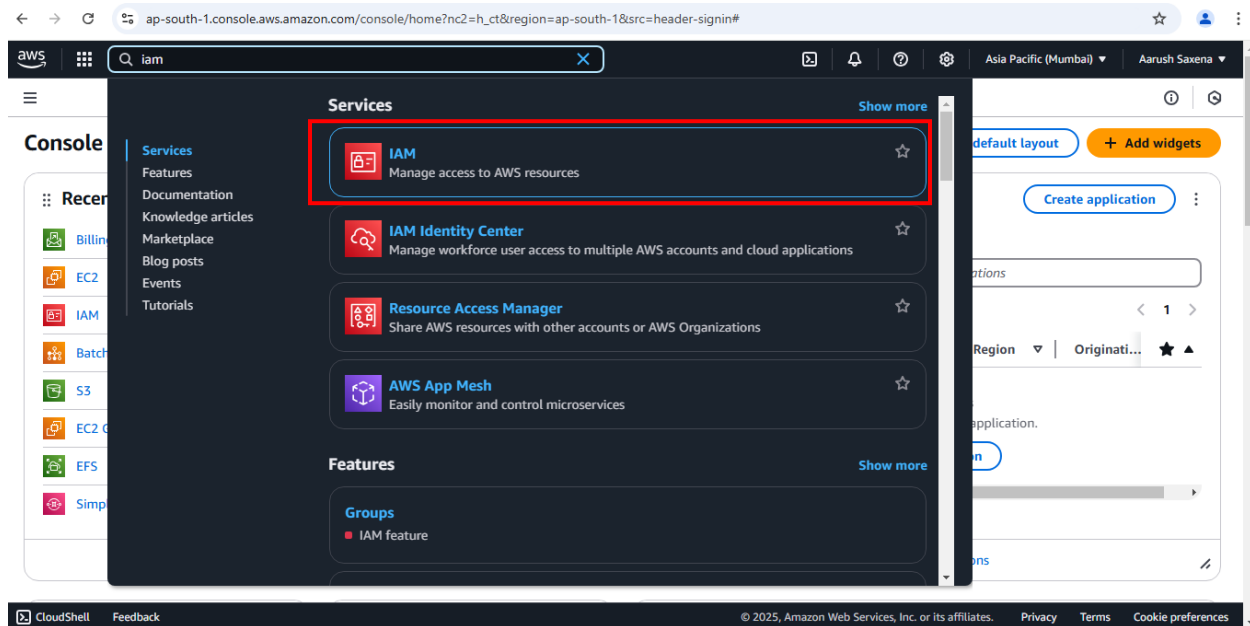 ap-south-1.console.aws.amazon.com/console/home?nc2=h_ct&region=ap-south-1&src=header-signin#
aws
iam
Asia Pacific (Mumbai)
Aarush Saxena
Console
default layout
+ Add widgets
Services
Show more
Services
Features
Documentation
Knowledge articles
Marketplace
Blog posts
Events
Tutorials
IAM
Manage access to AWS resources
IAM Identity Center
Manage workforce user access to multiple AWS accounts and cloud applications
Resource Access Manager
Share AWS resources with other accounts or AWS Organizations
AWS App Mesh
Easily monitor and control microservices
Features
Show more
Groups
IAM feature
Recer
Billin
EC2
IAM
Batch
S3
EC2
EFS
Simp
Create application
ations
1
Region
Originati...
application.
CloudShell
Feedback
© 2025, Amazon Web Services, Inc. or its affiliates.
Privacy
Terms
Cookie preferences